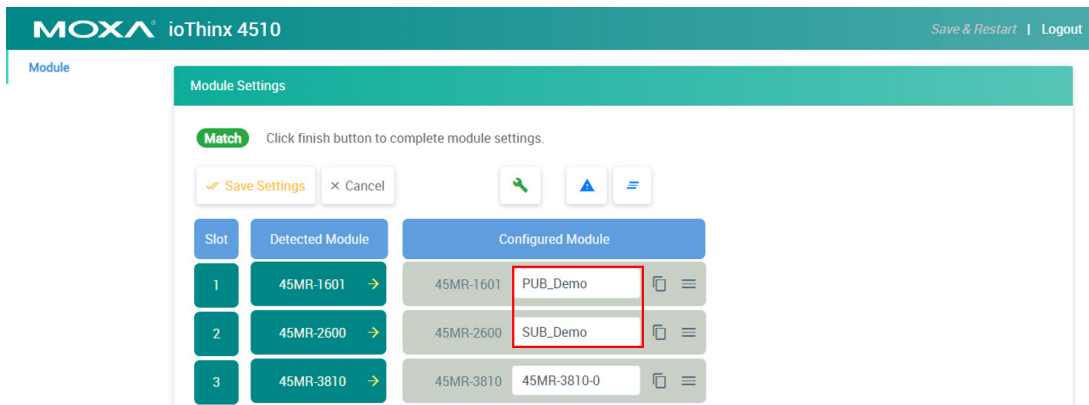 MOXA ioThinx 4510
Save & Restart | Logout
Module
Module Settings
Match Click finish button to complete module settings.
Save Settings × Cancel
Slot Detected Module Configured Module
1 45MR-1601 → 45MR-1601 PUB_Demo
2 45MR-2600 → 45MR-2600 SUB_Demo
3 45MR-3810 → 45MR-3810 45MR-3810-0